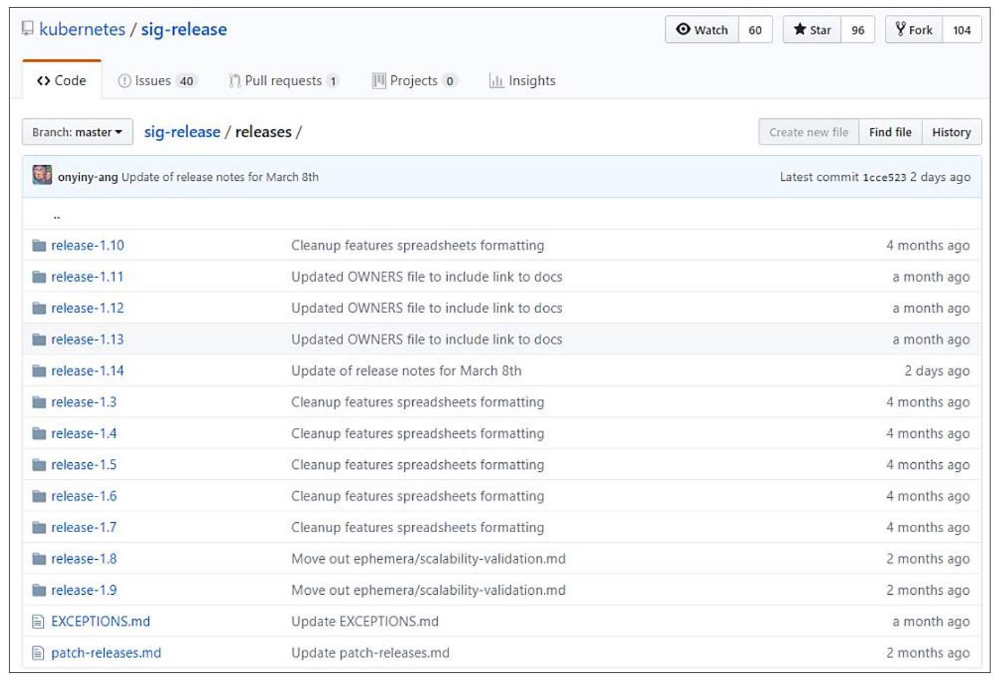 kubernetes / sig-release Watch 60 Star 96 Fork 104
Code Issues 40 Pull requests 1 Projects 0 Insights
Branch: master sig-release / releases / Create new file Find file History
onyiny-ang Update of release notes for March 8th Latest commit 1cce523 2 days ago
..
release-1.10 Cleanup features spreadsheets formatting 4 months ago
release-1.11 Updated OWNERS file to include link to docs a month ago
release-1.12 Updated OWNERS file to include link to docs a month ago
release-1.13 Updated OWNERS file to include link to docs a month ago
release-1.14 Update of release notes for March 8th 2 days ago
release-1.3 Cleanup features spreadsheets formatting 4 months ago
release-1.4 Cleanup features spreadsheets formatting 4 months ago
release-1.5 Cleanup features spreadsheets formatting 4 months ago
release-1.6 Cleanup features spreadsheets formatting 4 months ago
release-1.7 Cleanup features spreadsheets formatting 4 months ago
release-1.8 Move out ephemera/scalability-validation.md 2 months ago
release-1.9 Move out ephemera/scalability-validation.md 2 months ago
EXCEPTIONS.md Update EXCEPTIONS.md a month ago
patch-releases.md Update patch-releases.md 2 months ago